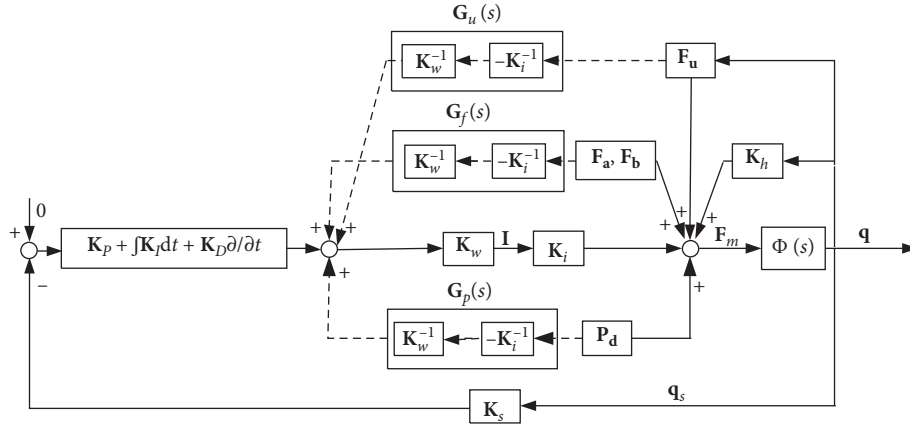 G_u(s)
K_w^{-1}
–K_i^{-1}
F_u
G_f(s)
K_w^{-1}
–K_i^{-1}
F_a, F_b
K_h
0
+
–
K_P + ∫K_I dt + K_D ∂/∂t
+
+
+
K_w
I
K_i
+
+
+
+
F_m
Φ (s)
q
G_p(s)
K_w^{-1}
–K_i^{-1}
P_d
q_s
K_s